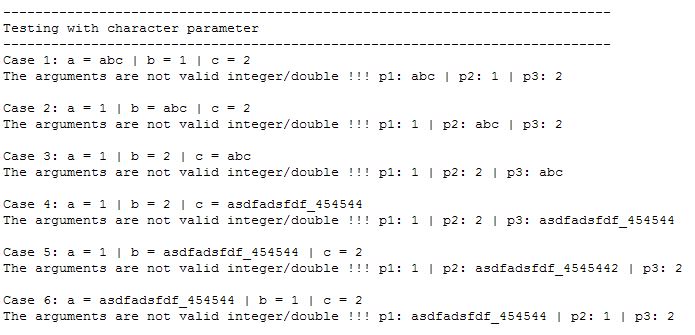 ----------------------------------------------------------------------------
Testing with character parameter
----------------------------------------------------------------------------
Case 1: a = abc | b = 1 | c = 2
The arguments are not valid integer/double !!! p1: abc | p2: 1 | p3: 2
Case 2: a = 1 | b = abc | c = 2
The arguments are not valid integer/double !!! p1: 1 | p2: abc | p3: 2
Case 3: a = 1 | b = 2 | c = abc
The arguments are not valid integer/double !!! p1: 1 | p2: 2 | p3: abc
Case 4: a = 1 | b = 2 | c = asdfadsfdf_454544
The arguments are not valid integer/double !!! p1: 1 | p2: 2 | p3: asdfadsfdf_454544
Case 5: a = 1 | b = asdfadsfdf_454544 | c = 2
The arguments are not valid integer/double !!! p1: 1 | p2: asdfadsfdf_4545442 | p3: 2
Case 6: a = asdfadsfdf_454544 | b = 1 | c = 2
The arguments are not valid integer/double !!! p1: asdfadsfdf_454544 | p2: 1 | p3: 2